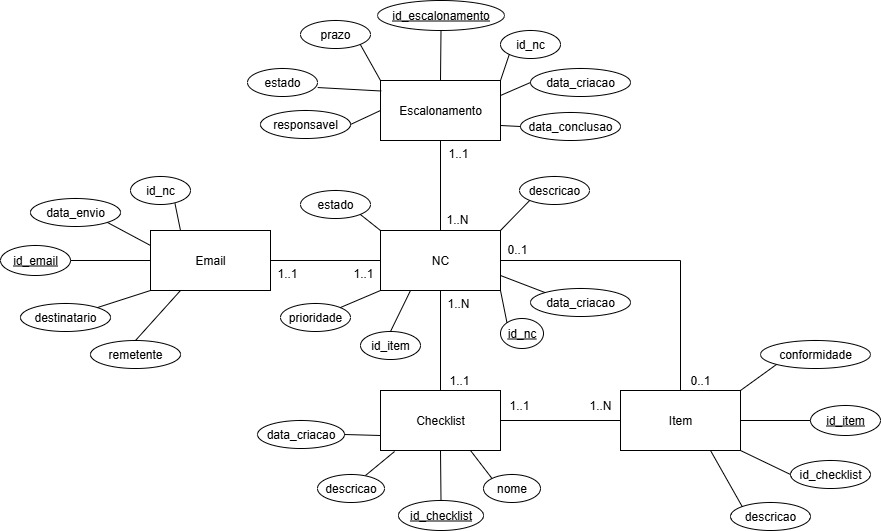 id_escalonamento
prazo
id_nc
estado
data_criacao
Escalonamento
responsavel
data_conclusao
1..1
id_nc
estado
descricao
data_envio
1..N
0..1
id_email
Email
NC
1..1
1..1
destinatario
prioridade
1..N
data_criacao
id_nc
id_item
remetente
conformidade
1..1
0..1
1..1
1..N
Checklist
Item
id_item
data_criacao
id_checklist
descricao
nome
id_checklist
descricao